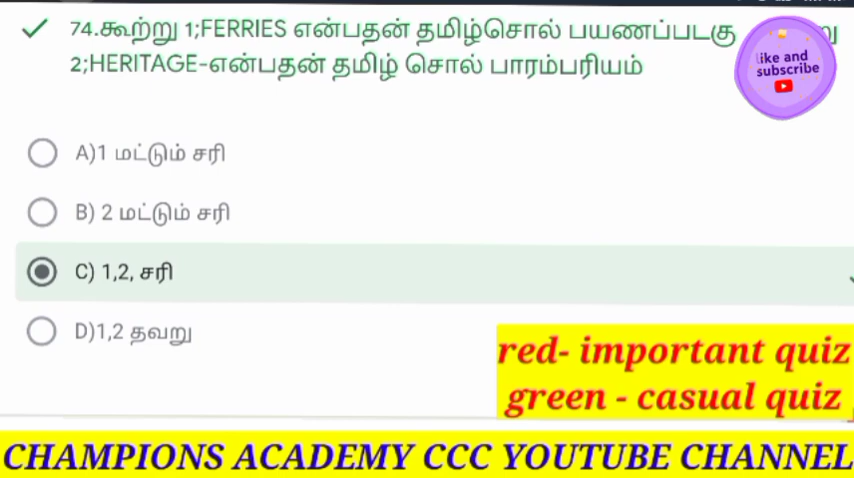 74.கூற்று 1;FERRIES என்பதன் தமிழ்சொல் பயணப்படகு
2;HERITAGE-என்பதன் தமிழ் சொல் பாரம்பரியம்
like and
subscribe
A)1 மட்டும் சரி
B) 2 மட்டும் சரி
C) 1,2, சரி
D)1,2 தவறு
red- important quiz
green - casual quiz
CHAMPIONS ACADEMY CCC YOUTUBE CHANNEL